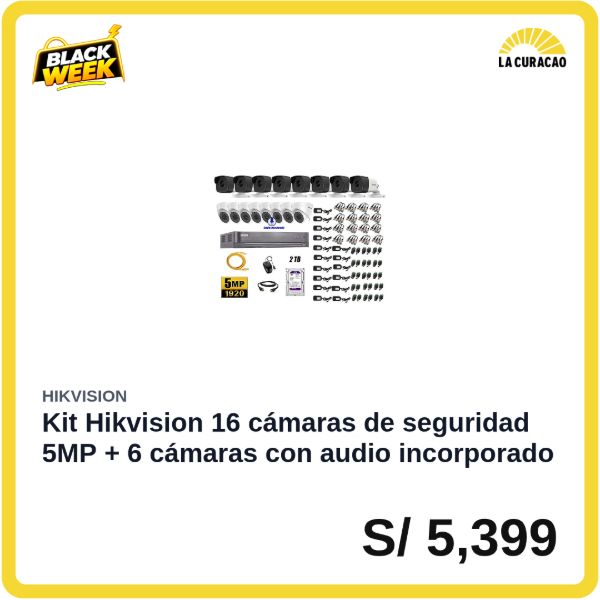 BLACK
WEEK
LA CURACAO
2 TB
5MP
1920
HIKVISION
Kit Hikvision 16 cámaras de seguridad
5MP + 6 cámaras con audio incorporado
S/ 5,399